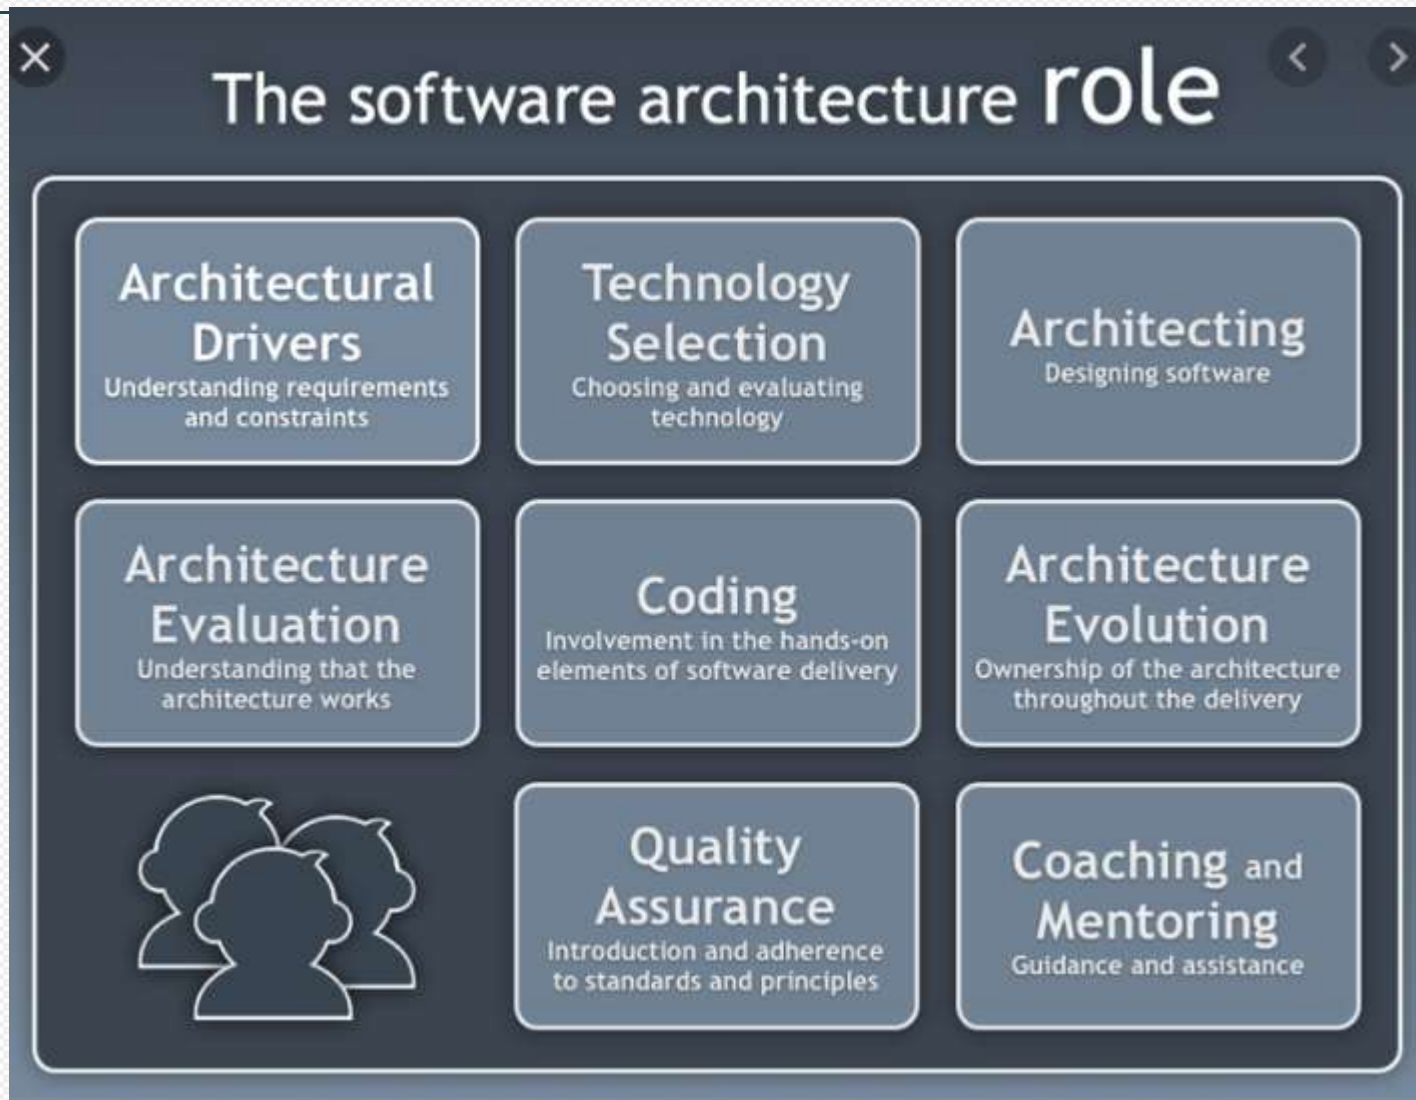 The software architecture role
Architectural
Drivers
Understanding requirements
and constraints
Technology
Selection
Choosing and evaluating
technology
Architecting
Designing software
Architecture
Evaluation
Understanding that the
architecture works
Coding
Involvement in the hands-on
elements of software delivery
Architecture
Evolution
Ownership of the architecture
throughout the delivery
Quality
Assurance
Introduction and adherence
to standards and principles
Coaching and
Mentoring
Guidance and assistance